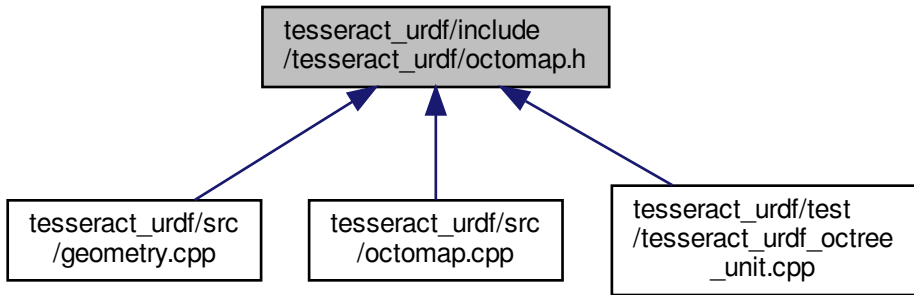 tesseract_urdf/include
/tesseract_urdf/octomap.h
tesseract_urdf/src
/geometry.cpp
tesseract_urdf/src
/octomap.cpp
tesseract_urdf/test
/tesseract_urdf_octree
_unit.cpp